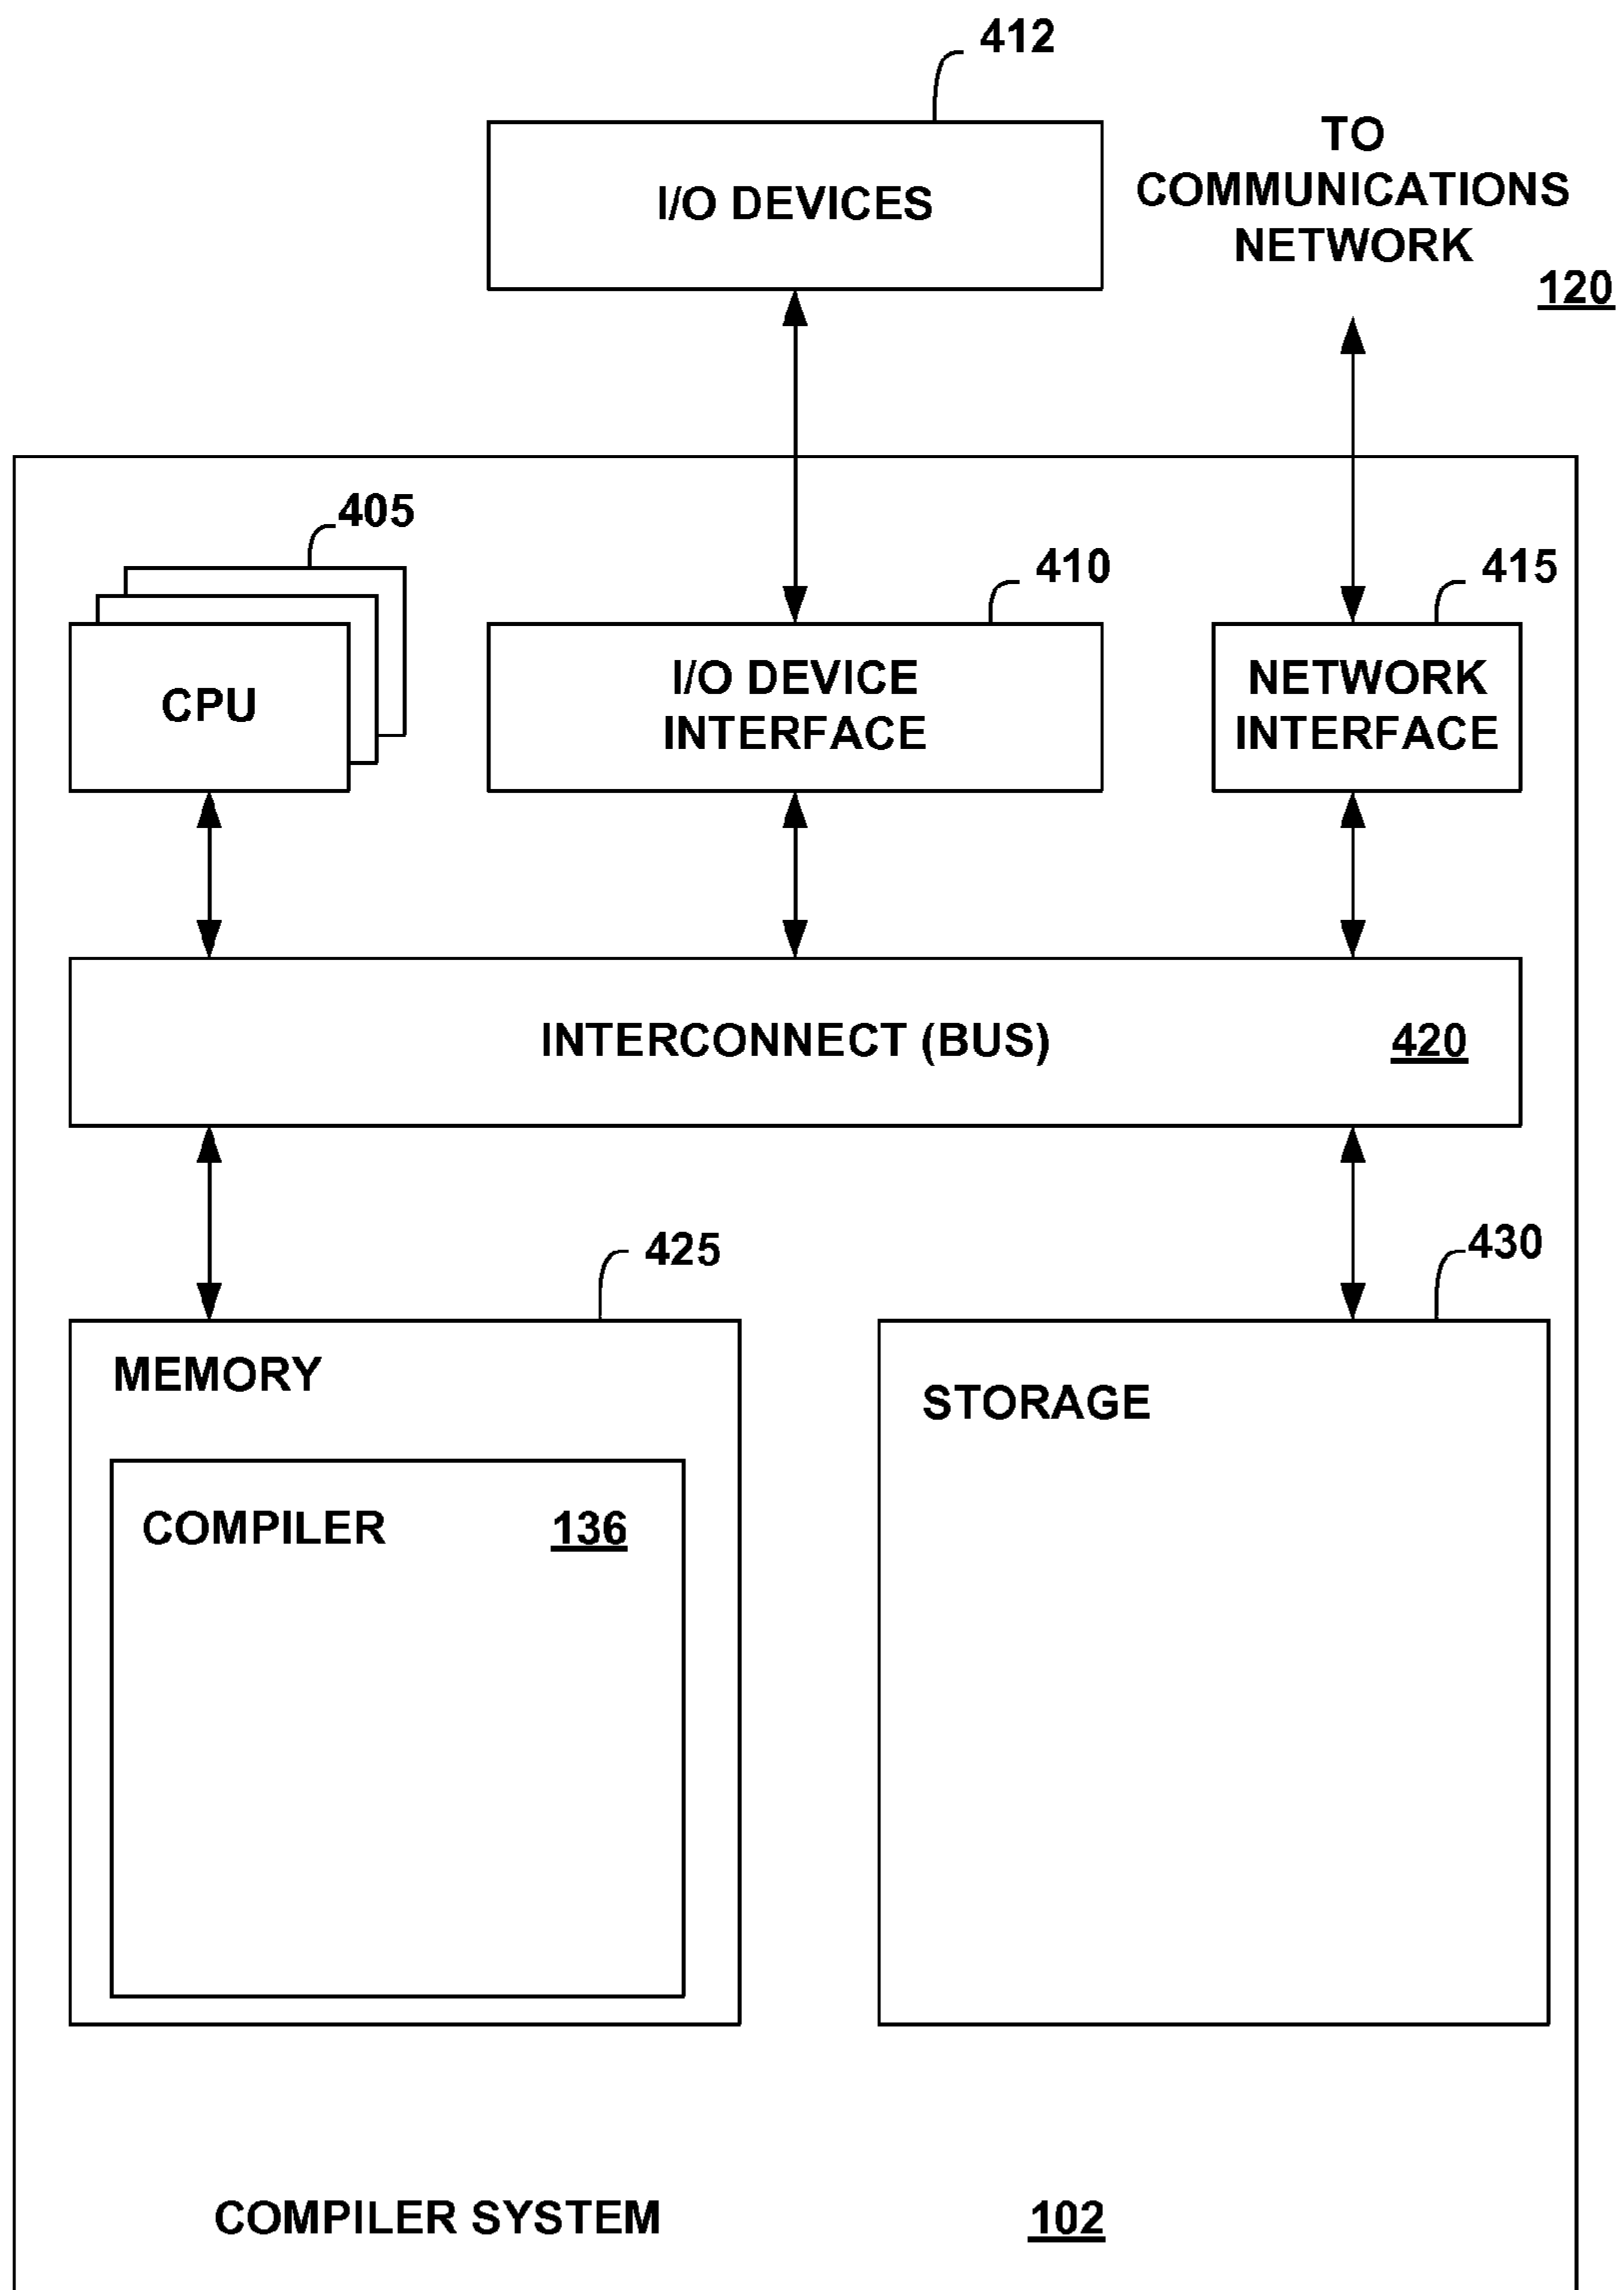 412
I/O DEVICES
TO
COMMUNICATIONS
NETWORK
120
405
410
415
CPU
I/O DEVICE
INTERFACE
NETWORK
INTERFACE
INTERCONNECT (BUS)
420
425
430
MEMORY
STORAGE
COMPILER
136
COMPILER SYSTEM
102